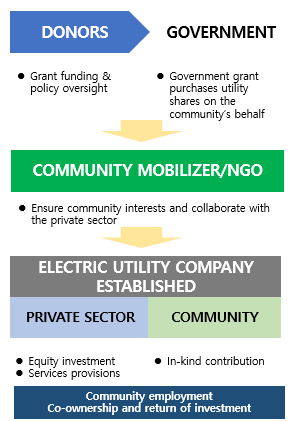 DONORS
GOVERNMENT
● Grant funding &
policy oversight
● Government grant
purchases utility
shares on the
community's behalf
COMMUNITY MOBILIZER/NGO
● Ensure community interests and collaborate with
the private sector
ELECTRIC UTILITY COMPANY
ESTABLISHED
PRIVATE SECTOR
COMMUNITY
● Equity investment
● Services provisions
● In-kind contribution
Community employment
Co-ownership and return of investment